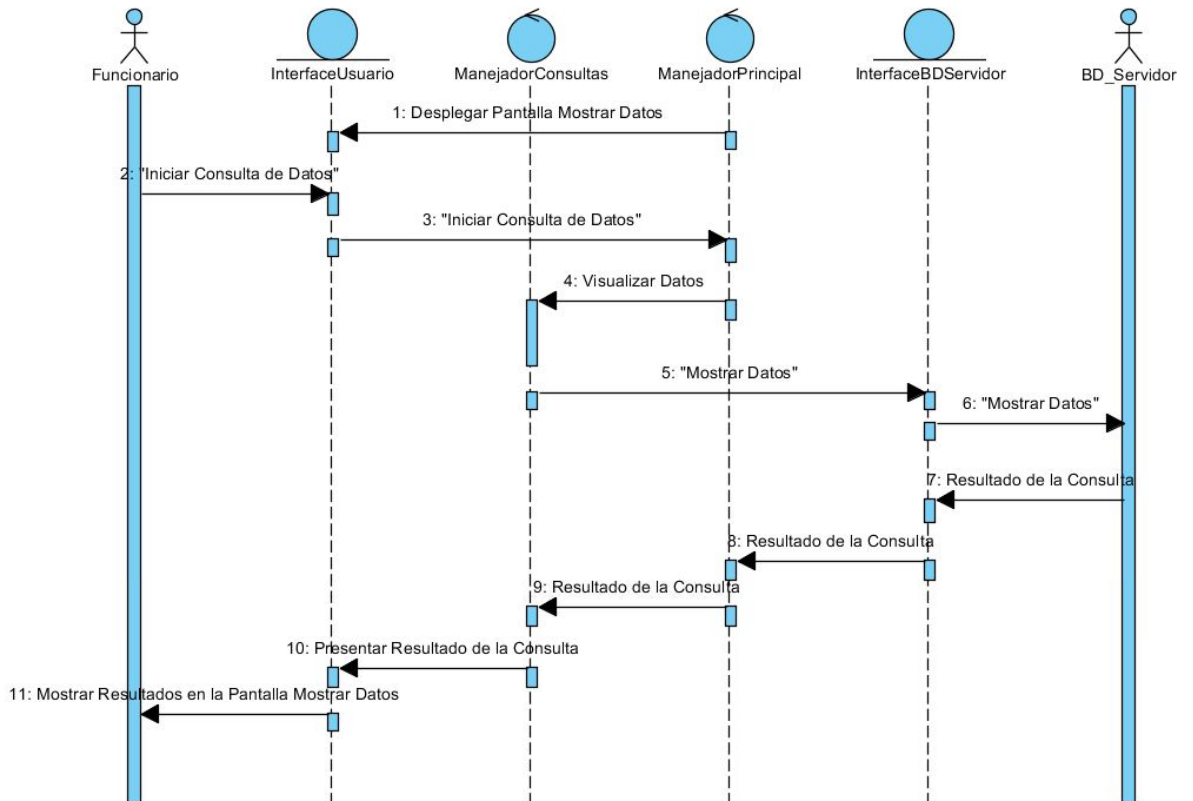 Funcionario
InterfaceUsuario
ManejadorConsultas
ManejadorPrincipal
InterfaceBDServidor
BD_Servidor
1: Desplegar Pantalla Mostrar Datos
2: "Iniciar Consulta de Datos"
3: "Iniciar Consulta de Datos"
4: Visualizar Datos
5: "Mostrar Datos"
6: "Mostrar Datos"
7: Resultado de la Consulta
8: Resultado de la Consulta
9: Resultado de la Consulta
10: Presentar Resultado de la Consulta
11: Mostrar Resultados en la Pantalla Mostrar Datos